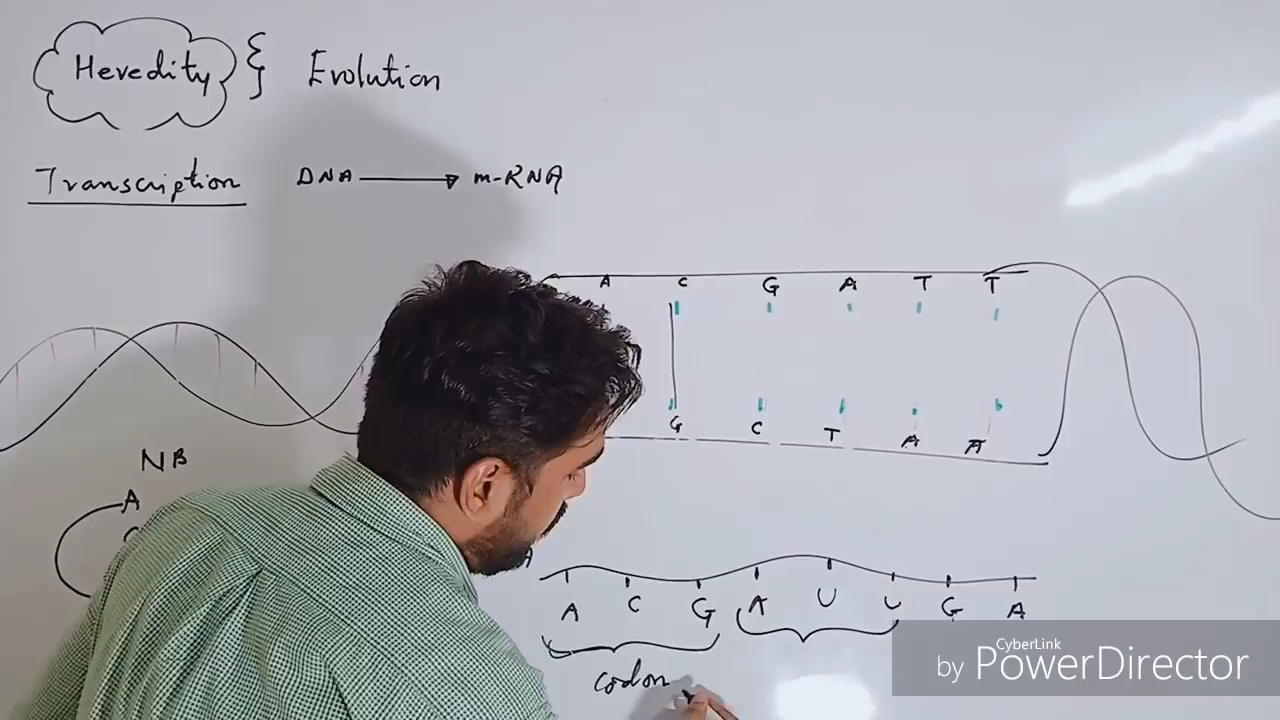 Heredity } Evolution
Transcription DNA → m-RNA
A C G A T T
G C T A A
NB
A
A C G A U U G A
codon
CyberLink
by PowerDirector